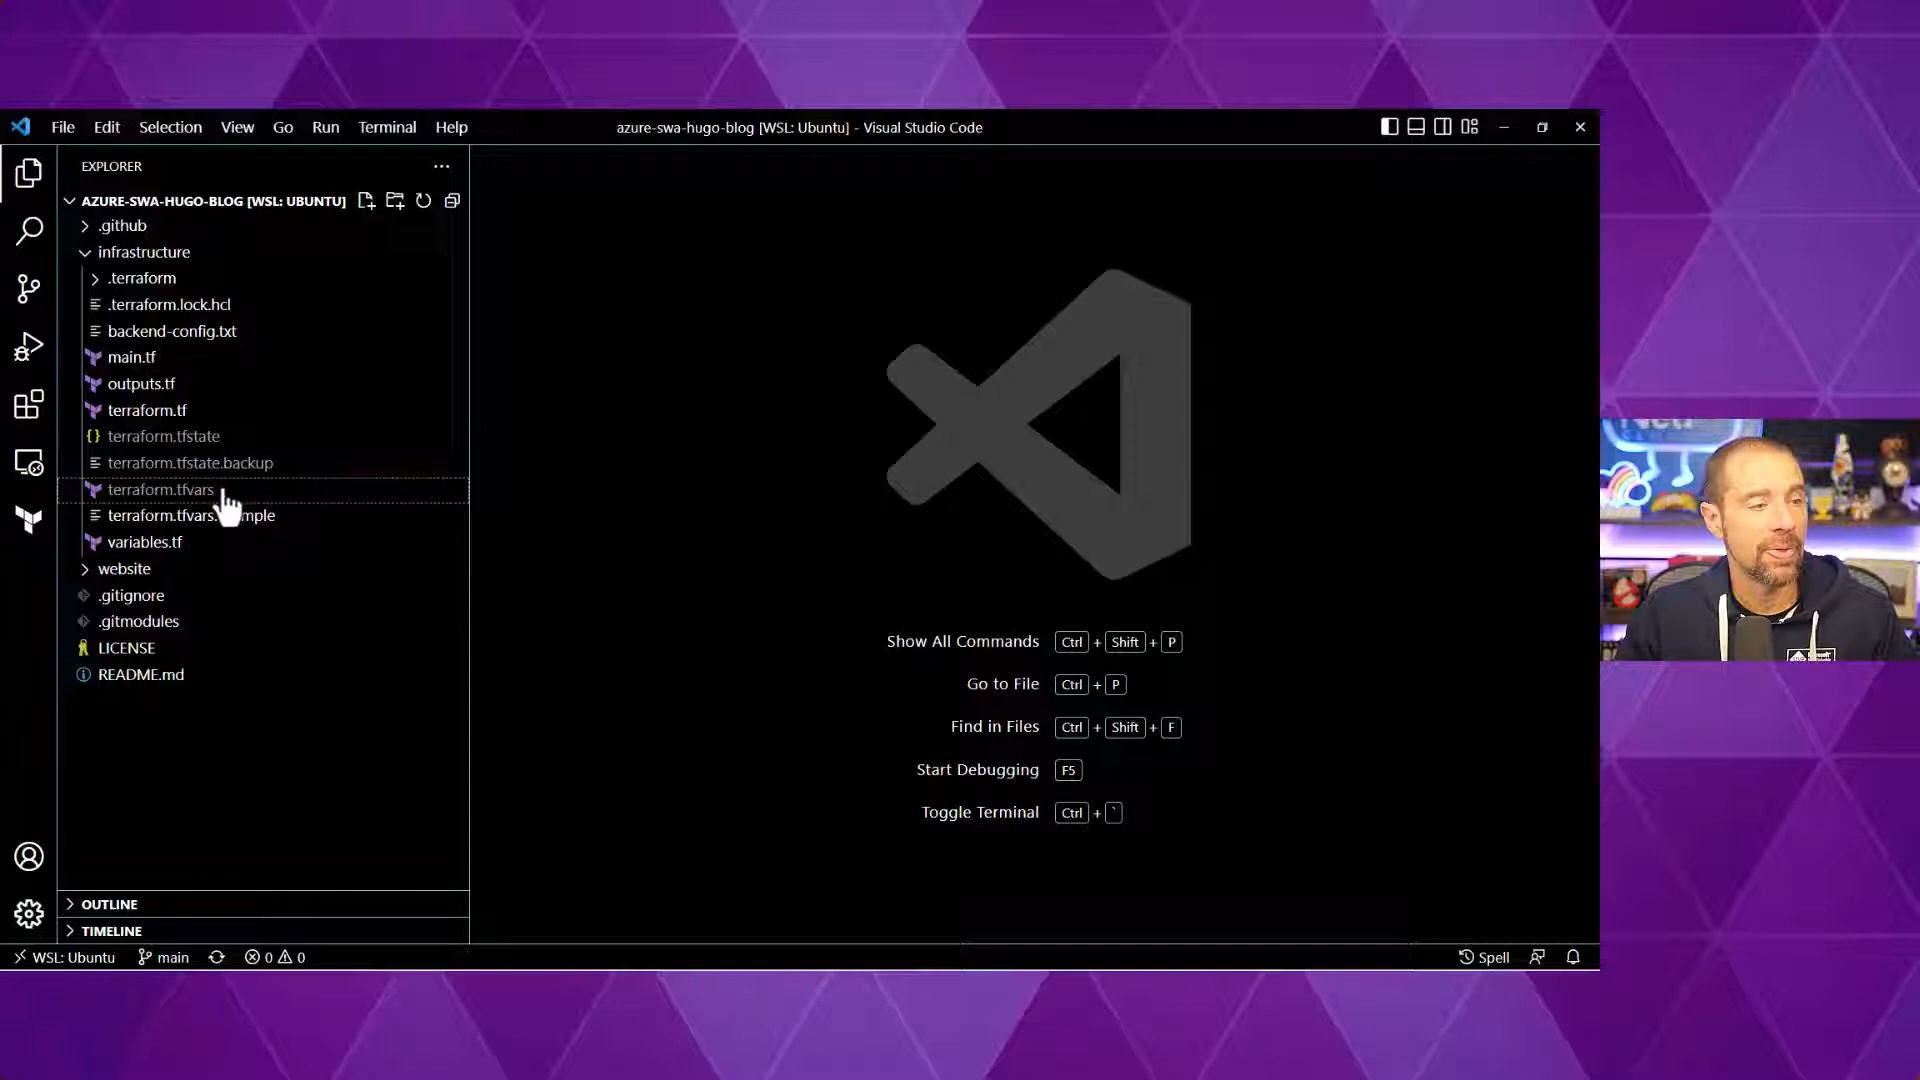 File Edit Selection View Go Run Terminal Help azure-swa-hugo-blog [WSL: Ubuntu] - Visual Studio Code
EXPLORER
AZURE-SWA-HUGO-BLOG [WSL: UBUNTU]
.github
infrastructure
.terraform
.terraform.lock.hcl
backend-config.txt
main.tf
outputs.tf
terraform.tf
terraform.tfstate
terraform.tfstate.backup
terraform.tfvars
variables.tf
website
.gitignore
.gitmodules
LICENSE
README.md
Show All Commands Ctrl + Shift + P
Go to File Ctrl + P
Find in Files Ctrl + Shift + F
Start Debugging F5
Toggle Terminal Ctrl + `
OUTLINE
TIMELINE
WSL: Ubuntu main 0 0 Spell